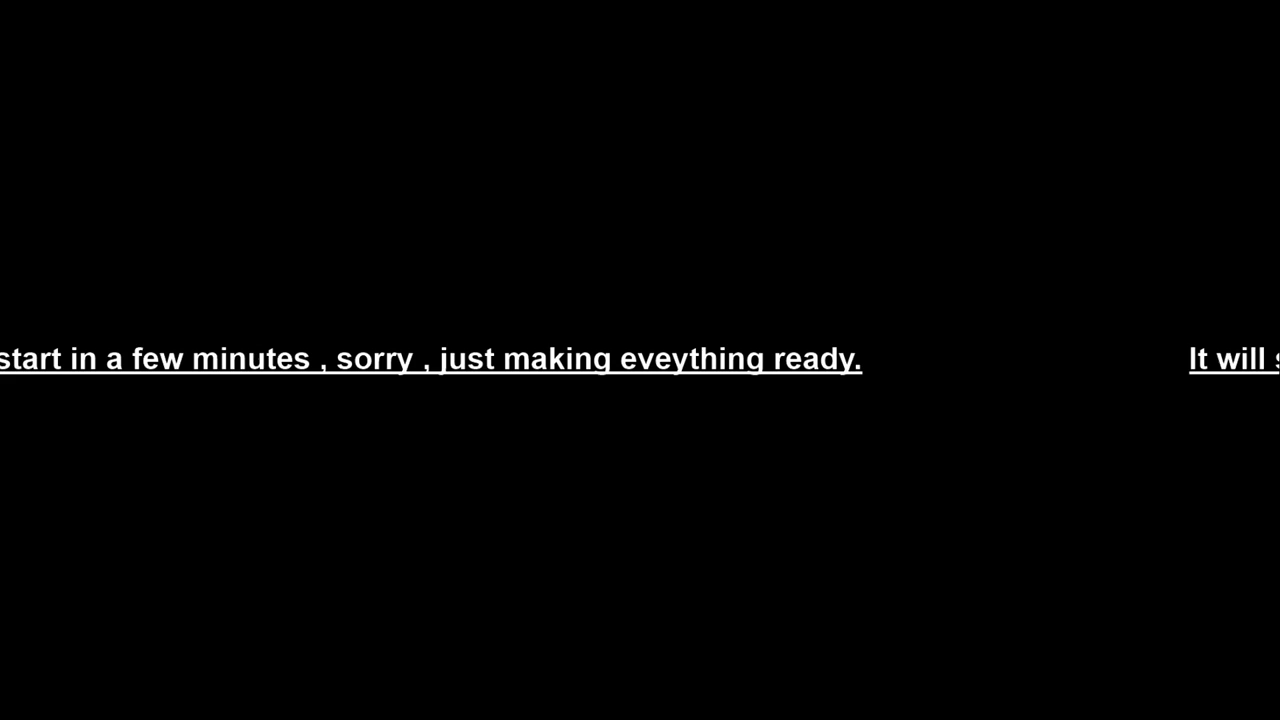 start in a few minutes , sorry , just making eveything ready. It will